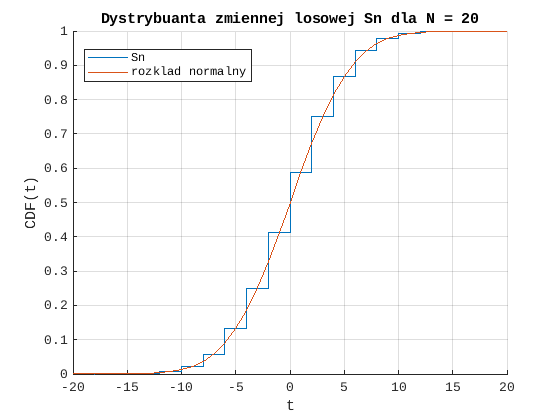 Dystrybuanta zmiennej losowej Sn dla N = 20
Sn
rozklad normalny
CDF(t)
1
0.9
0.8
0.7
0.6
0.5
0.4
0.3
0.2
0.1
0
-20 -15 -10 -5 0 5 10 15 20
t